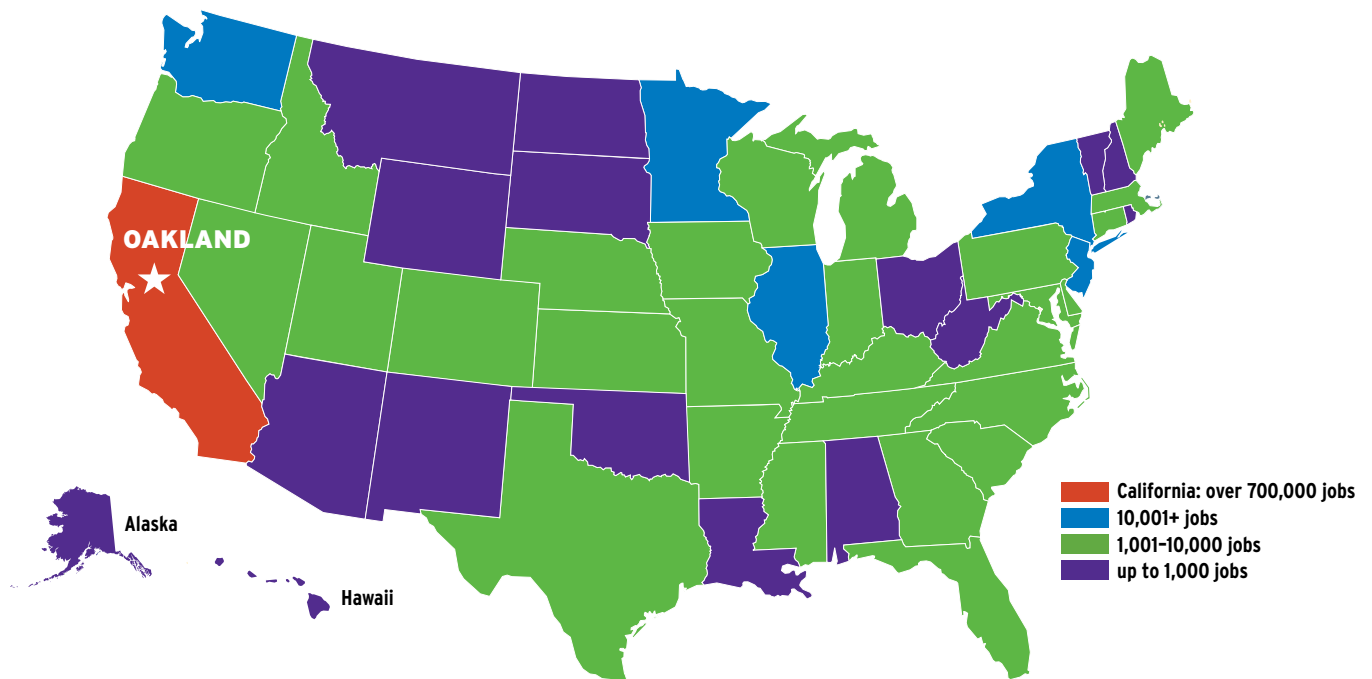 OAKLAND
California: over 700,000 jobs
10,001+ jobs
1,001–10,000 jobs
up to 1,000 jobs
Alaska
Hawaii